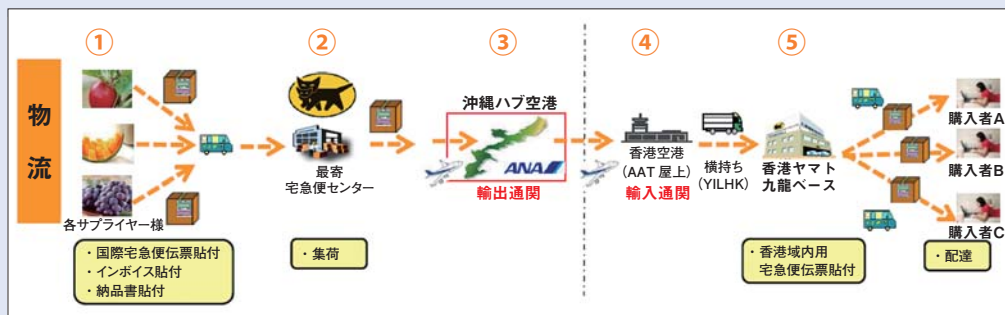 物流
①
②
③
④
⑤
各サプライヤー様
・国際宅急便伝票貼付
・インボイス貼付
・納品書貼付
最寄
宅急便センター
・集荷
沖縄ハブ空港
ANA
輸出通関
香港空港
(AAT 屋上)
輸入通関
横持ち
(YILHK)
香港ヤマト
九龍ベース
・香港域内用
宅急便伝票貼付
購入者A
購入者B
購入者C
・配達